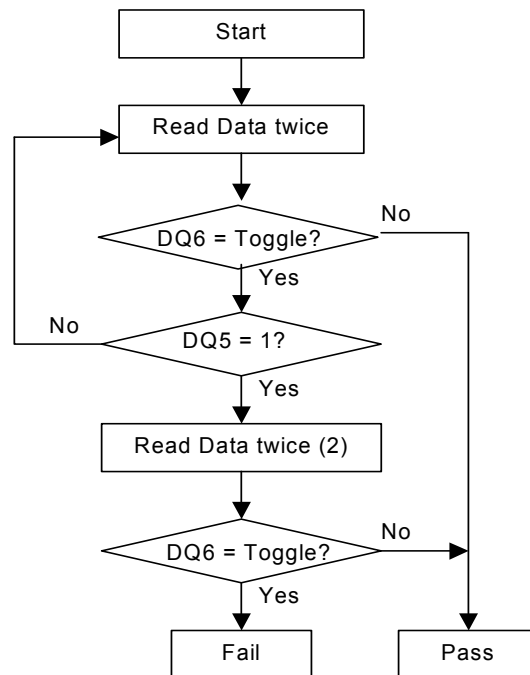 Start
Read Data twice
DQ6 = Toggle?
No
Yes
No
DQ5 = 1?
Yes
Read Data twice (2)
DQ6 = Toggle?
No
Yes
Fail
Pass